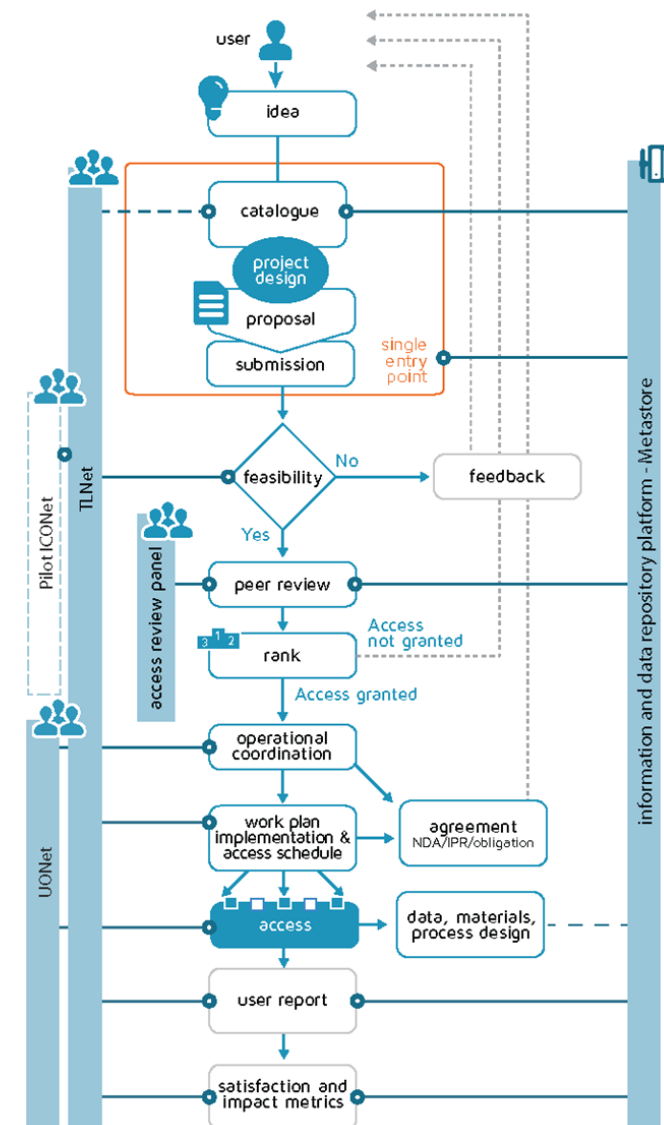 user
idea
catalogue
project
design
proposal
submission
single
entry
point
feasibility
No
feedback
Yes
peer review
3 1 2
rank
Access
not granted
Access granted
operational
coordination
work plan
implementation &
access schedule
agreement
NDA/IPR/obligation
access
data, materials,
process design
user report
satisfaction and
impact metrics
Pilot ICONet
TLNet
access review panel
UONet
information and data repository platform - Metastore